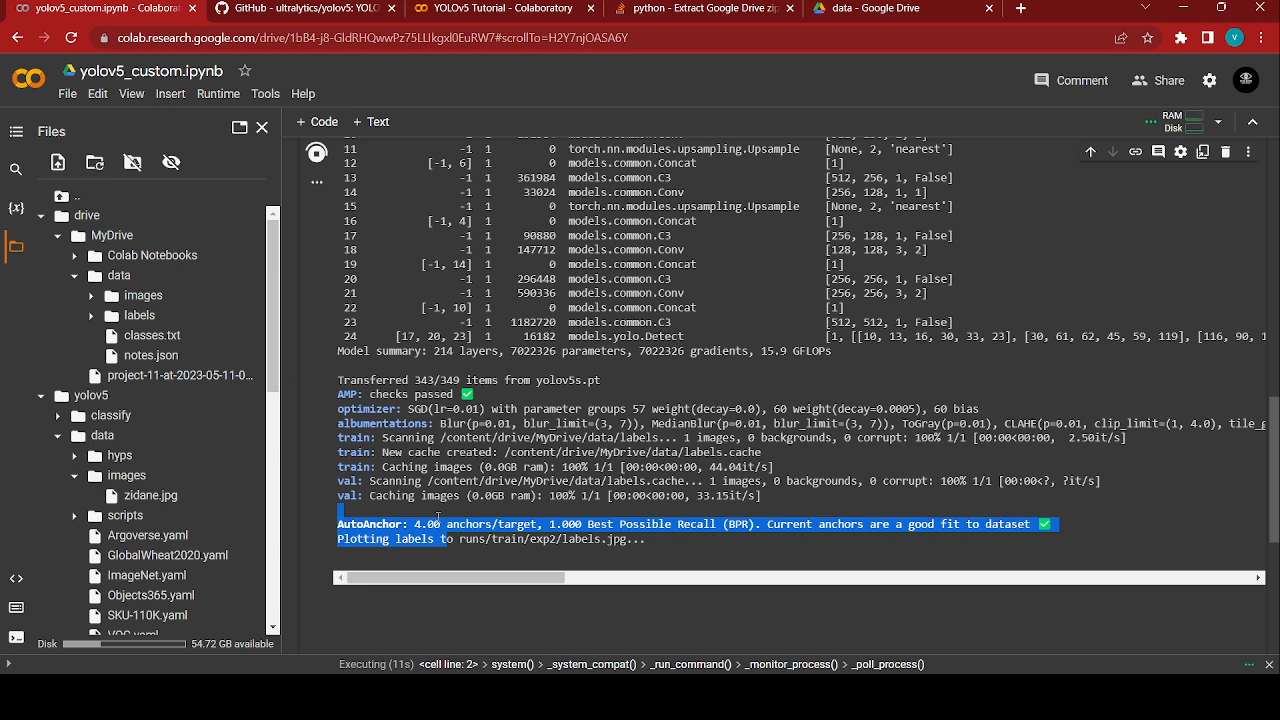 yolov5_custom.ipynb - Colaborat
GitHub - ultralytics/yolov5: YOLO
YOLOv5 Tutorial - Colaboratory
python - Extract Google Drive zip
data - Google Drive
colab.research.google.com/drive/1bB4-j8-GldRHQwwPz75LLIkgxl0EuRW7#scrollTo=H2Y7njOASA6Y
V
yolov5_custom.ipynb
File Edit View Insert Runtime Tools Help
Comment
Share
Files
+ Code + Text
RAM
Disk
..
drive
MyDrive
Colab Notebooks
data
images
labels
classes.txt
notes.json
project-11-at-2023-05-11-0...
yolov5
classify
data
hyps
images
zidane.jpg
scripts
Argoverse.yaml
GlobalWheat2020.yaml
ImageNet.yaml
Objects365.yaml
SKU-110K.yaml
Disk 54.72 GB available
11 -1 1 0 torch.nn.modules.upsampling.Upsample [None, 2, 'nearest']
12 [-1, 6] 1 0 models.common.Concat [1]
13 -1 1 361984 models.common.C3 [512, 256, 1, False]
14 -1 1 33024 models.common.Conv [256, 128, 1, 1]
15 -1 1 0 torch.nn.modules.upsampling.Upsample [None, 2, 'nearest']
16 [-1, 4] 1 0 models.common.Concat [1]
17 -1 1 90880 models.common.C3 [256, 128, 1, False]
18 -1 1 147712 models.common.Conv [128, 128, 3, 2]
19 [-1, 14] 1 0 models.common.Concat [1]
20 -1 1 296448 models.common.C3 [256, 256, 1, False]
21 -1 1 590336 models.common.Conv [256, 256, 3, 2]
22 [-1, 10] 1 0 models.common.Concat [1]
23 -1 1 1182720 models.common.C3 [512, 512, 1, False]
24 [17, 20, 23] 1 16182 models.yolo.Detect [1, [[10, 13, 16, 30, 33, 23], [30, 61, 62, 45, 59, 119], [116, 90, 1
Model summary: 214 layers, 7022326 parameters, 7022326 gradients, 15.9 GFLOPs
Transferred 343/349 items from yolov5s.pt
AMP: checks passed ✅
optimizer: SGD(lr=0.01) with parameter groups 57 weight(decay=0.0), 60 weight(decay=0.0005), 60 bias
albumentations: Blur(p=0.01, blur_limit=(3, 7)), MedianBlur(p=0.01, blur_limit=(3, 7)), ToGray(p=0.01), CLAHE(p=0.01, clip_limit=(1, 4.0), tile_g
train: Scanning /content/drive/MyDrive/data/labels... 1 images, 0 backgrounds, 0 corrupt: 100% 1/1 [00:00<00:00, 2.50it/s]
train: New cache created: /content/drive/MyDrive/data/labels.cache
train: Caching images (0.0GB ram): 100% 1/1 [00:00<00:00, 44.04it/s]
val: Scanning /content/drive/MyDrive/data/labels.cache... 1 images, 0 backgrounds, 0 corrupt: 100% 1/1 [00:00<?, ?it/s]
val: Caching images (0.0GB ram): 100% 1/1 [00:00<00:00, 33.15it/s]
AutoAnchor: 4.00 anchors/target, 1.000 Best Possible Recall (BPR). Current anchors are a good fit to dataset ✅
Plotting labels to runs/train/exp2/labels.jpg...
Executing (11s) <cell line: 2> > system() > _system_compat() > _run_command() > _monitor_process() > _poll_process()